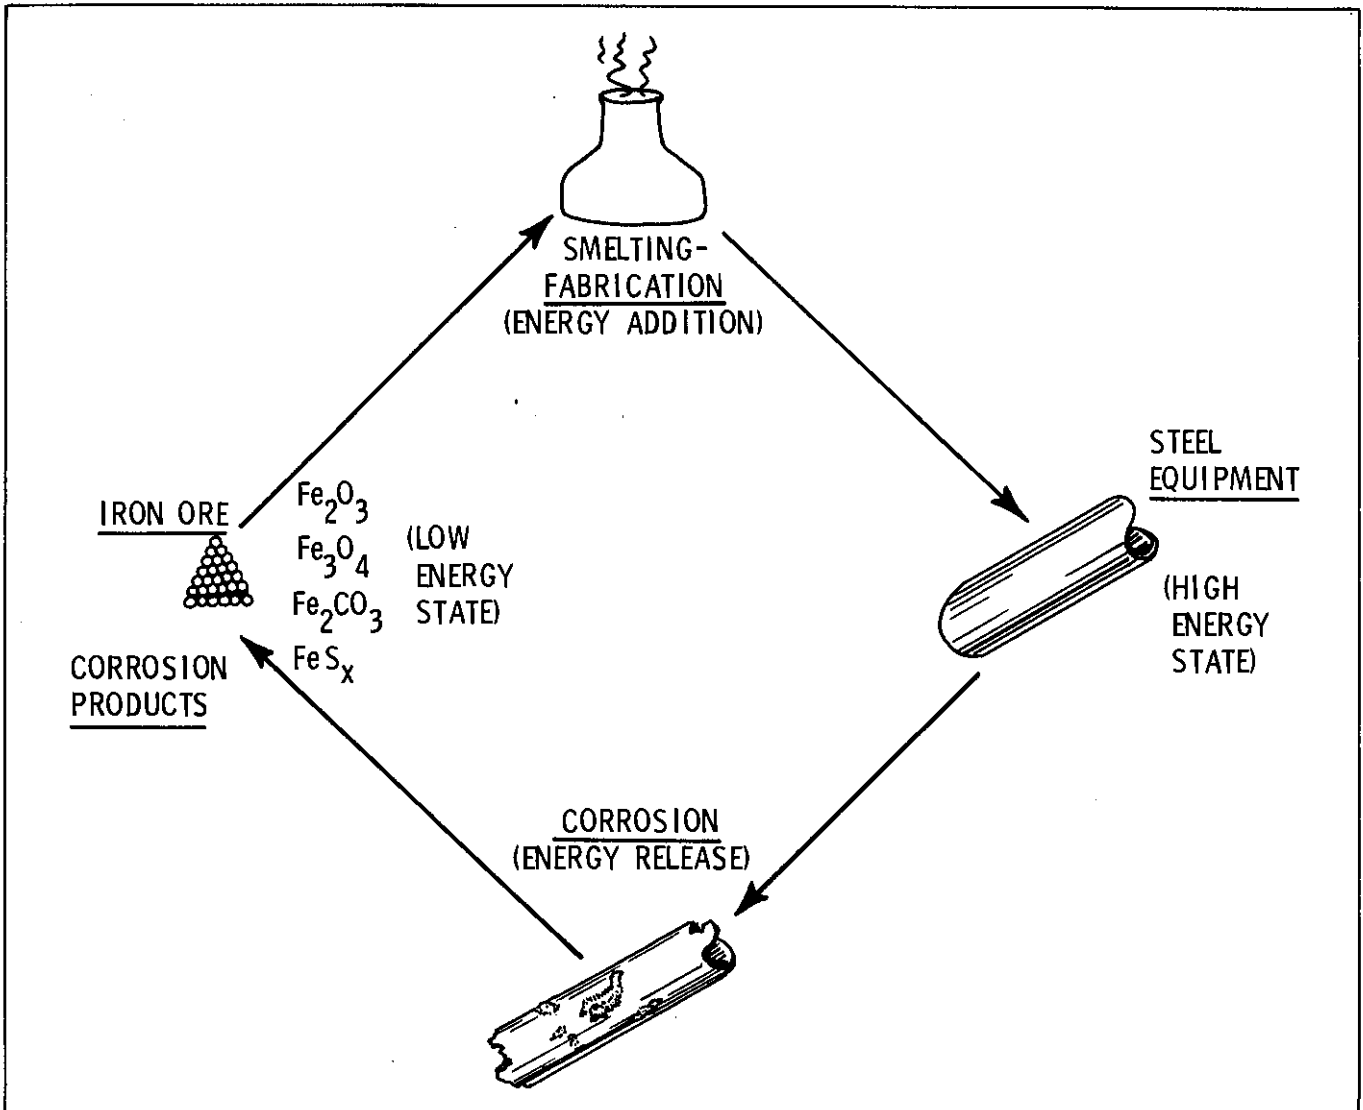 SMELTING-
FABRICATION
(ENERGY ADDITION)
STEEL
EQUIPMENT
(HIGH
ENERGY
STATE)
IRON ORE
Fe₂O₃
Fe₃O₄
Fe₂CO₃
FeSₓ
(LOW
ENERGY
STATE)
CORROSION
PRODUCTS
CORROSION
(ENERGY RELEASE)